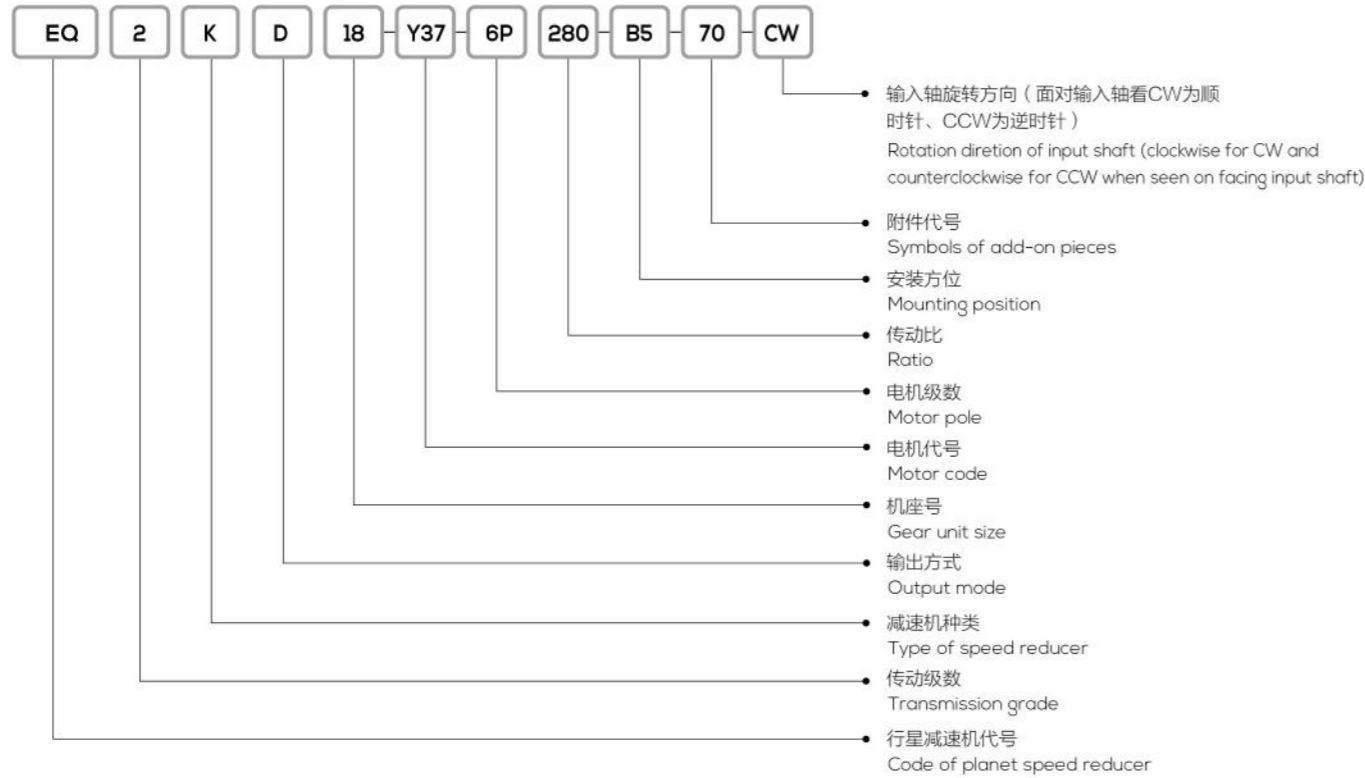 EQ 2 K D 18 - Y37 - 6P 280 - B5 - 70 - CW
输入轴旋转方向（面对输入轴看CW为顺
时针、CCW为逆时针）
Rotation diretion of input shaft (clockwise for CW and
counterclockwise for CCW when seen on facing input shaft)
附件代号
Symbols of add-on pieces
安装方位
Mounting position
传动比
Ratio
电机级数
Motor pole
电机代号
Motor code
机座号
Gear unit size
输出方式
Output mode
减速机种类
Type of speed reducer
传动级数
Transmission grade
行星减速机代号
Code of planet speed reducer